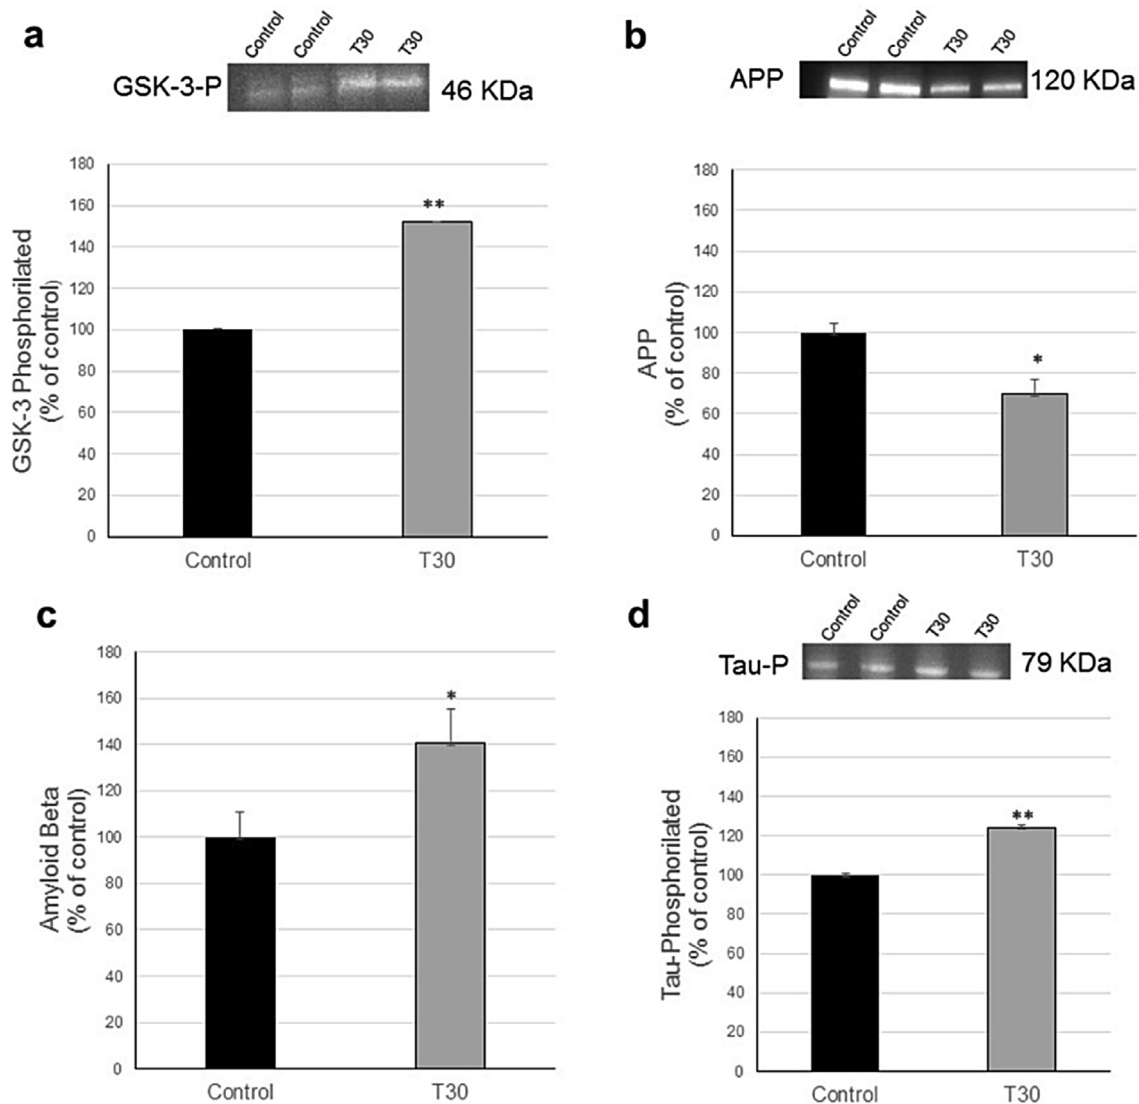 a
Control Control T30 T30
GSK-3-P 46 KDa
GSK-3 Phosphorilated
(% of control)
180
160
140
120
100
80
60
40
20
0
**
Control T30
b
Control Control T30 T30
APP 120 KDa
APP
(% of control)
180
160
140
120
100
80
60
40
20
0
*
Control T30
c
Amyloid Beta
(% of control)
180
160
140
120
100
80
60
40
20
0
*
Control T30
d
Control Control T30 T30
Tau-P 79 KDa
Tau-Phosphorilated
(% of control)
180
160
140
120
100
80
60
40
20
0
**
Control T30